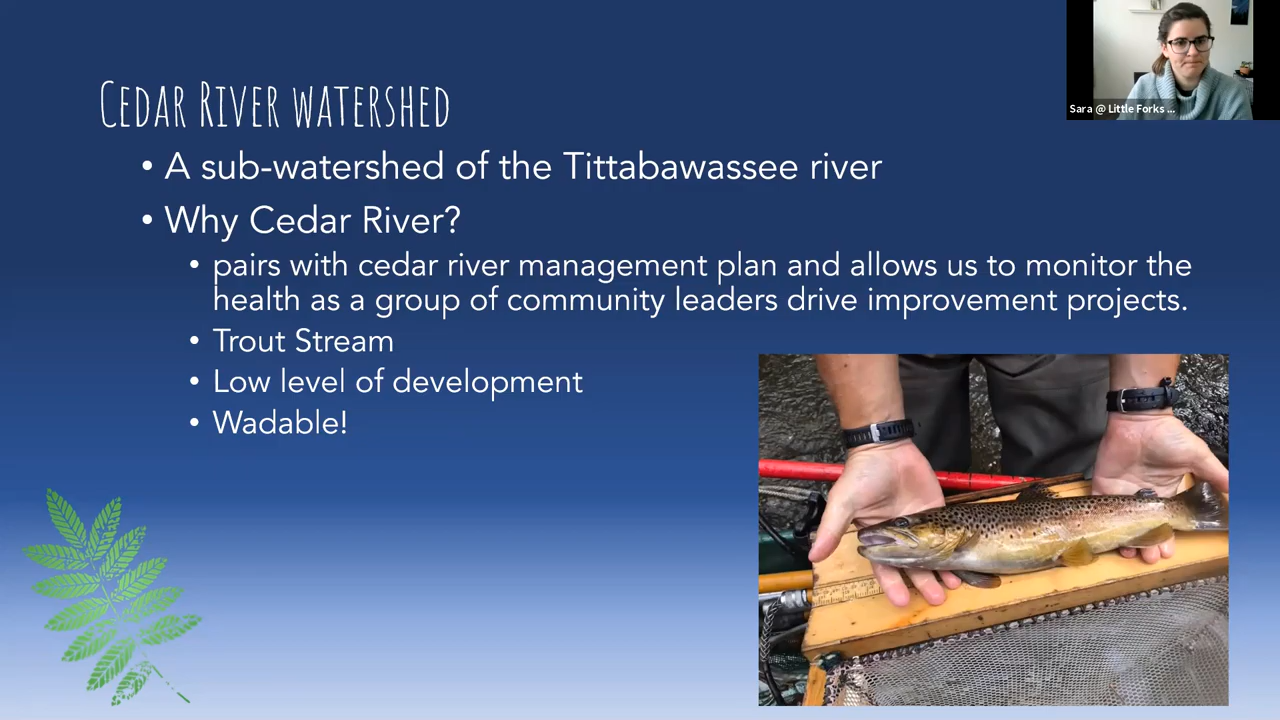 Cedar River watershed
Sara @ Little Forks ...
• A sub-watershed of the Tittabawassee river
• Why Cedar River?
• pairs with cedar river management plan and allows us to monitor the
health as a group of community leaders drive improvement projects.
• Trout Stream
• Low level of development
• Wadable!